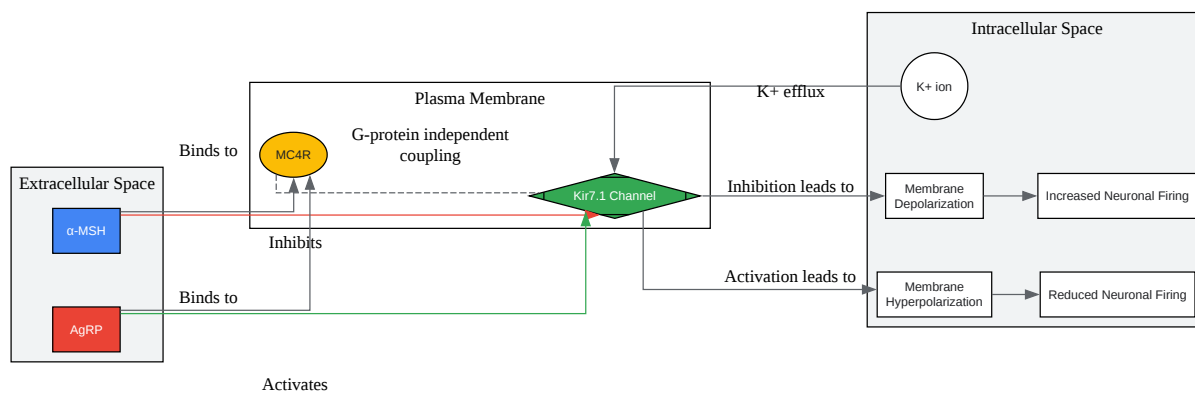 Intracellular Space
K+ ion
K+ efflux
Plasma Membrane
G-protein independent
coupling
Binds to
MC4R
Extracellular Space
α-MSH
Kir7.1 Channel
Inhibition leads to
Membrane
Depolarization
Increased Neuronal Firing
Inhibits
Binds to
AgRP
Activation leads to
Membrane
Hyperpolarization
Reduced Neuronal Firing
Activates